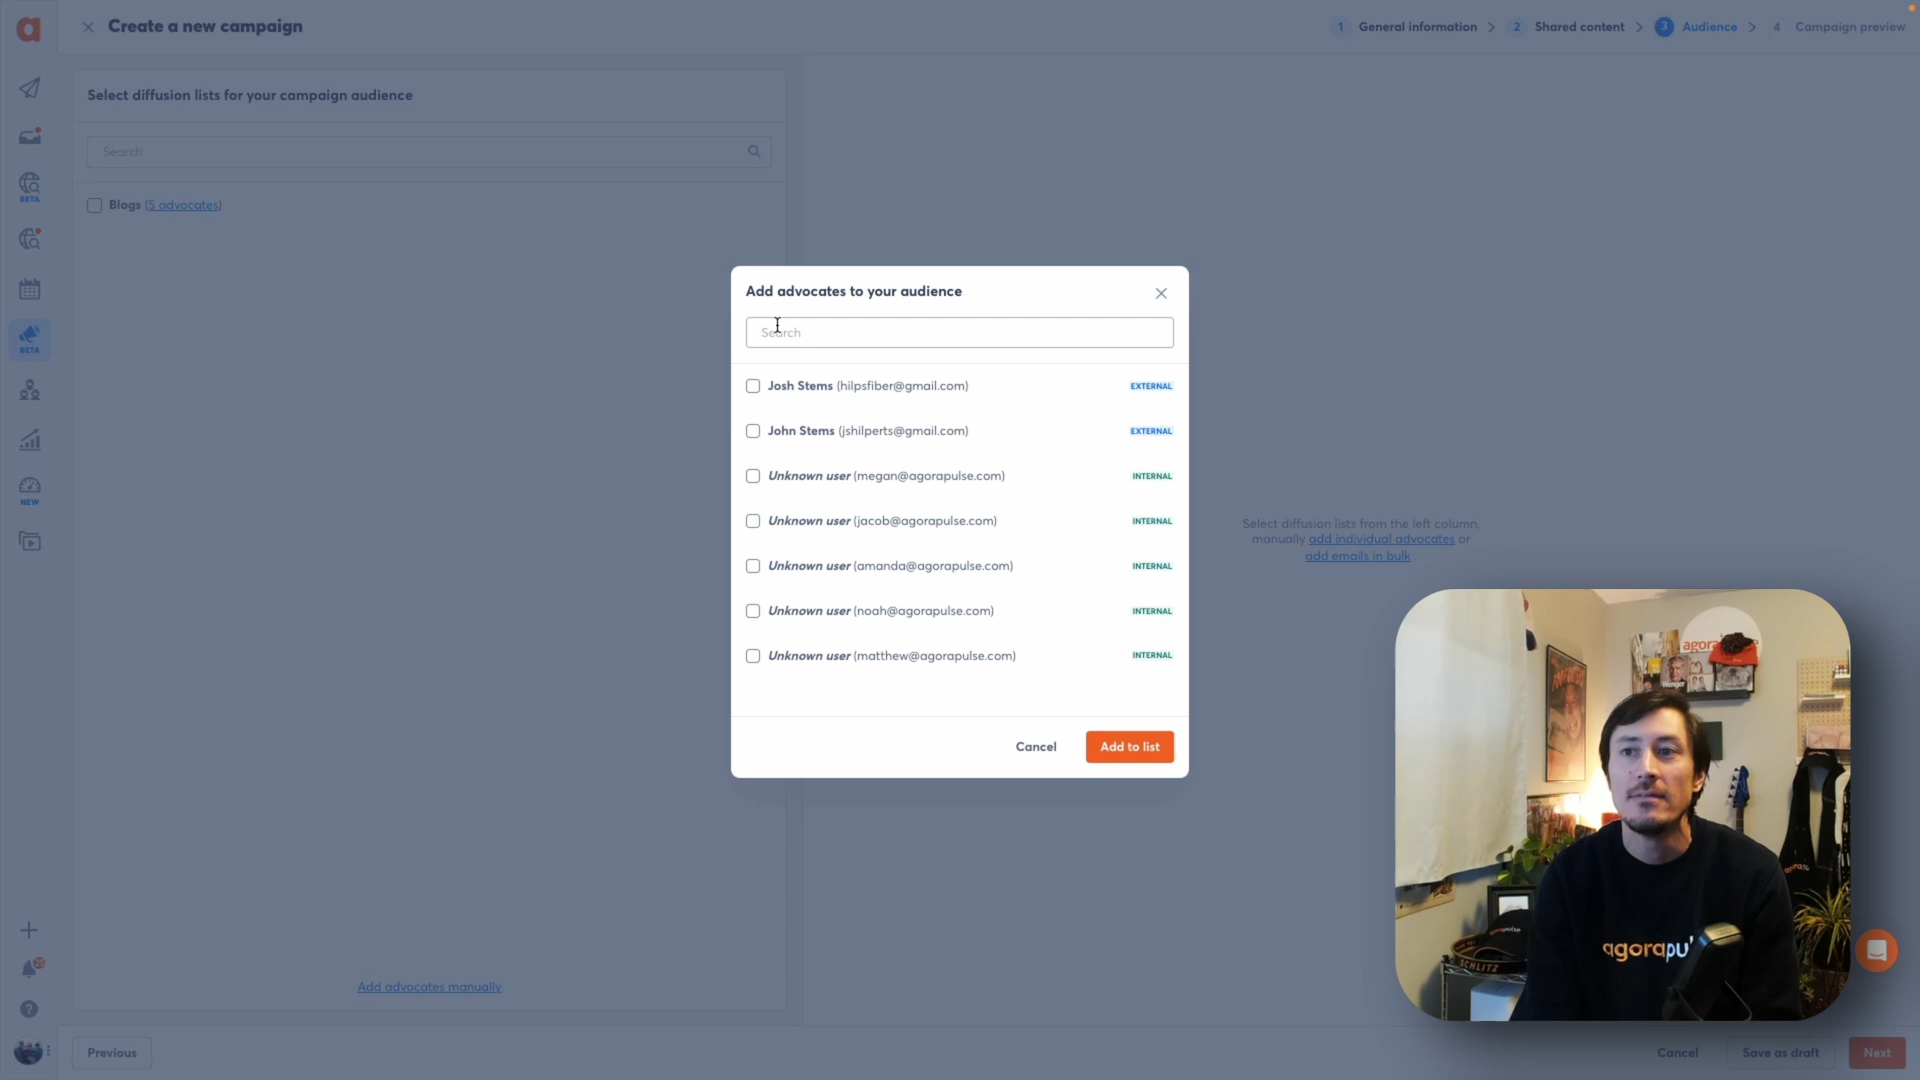 Create a new campaign
1 General information
2 Shared content
3 Audience
4 Campaign preview
Select diffusion lists for your campaign audience
Search
Blogs (5 advocates)
BETA
BETA
NEW
Add advocates to your audience
Search
Josh Stems (hilpsfiber@gmail.com) EXTERNAL
John Stems (jshilperts@gmail.com) EXTERNAL
Unknown user (megan@agorapulse.com) INTERNAL
Unknown user (jacob@agorapulse.com) INTERNAL
Unknown user (amanda@agorapulse.com) INTERNAL
Unknown user (noah@agorapulse.com) INTERNAL
Unknown user (matthew@agorapulse.com) INTERNAL
Cancel
Add to list
Select diffusion lists from the left column,
manually add individual advocates or
add emails in bulk
agora
Wenger
agorapu
SCHLITZ
Add advocates manually
Previous
Cancel
Save as draft
Next